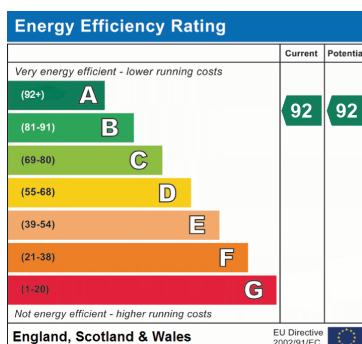 Energy Efficiency Rating
Current Potentia
Very energy efficient - lower running costs
(92+) A
(81-91) B
(69-80) C
(55-68) D
(39-54) E
(21-38) F
(1-20) G
92 92
Not energy efficient - higher running costs
England, Scotland & Wales
EU Directive
2002/91/EC